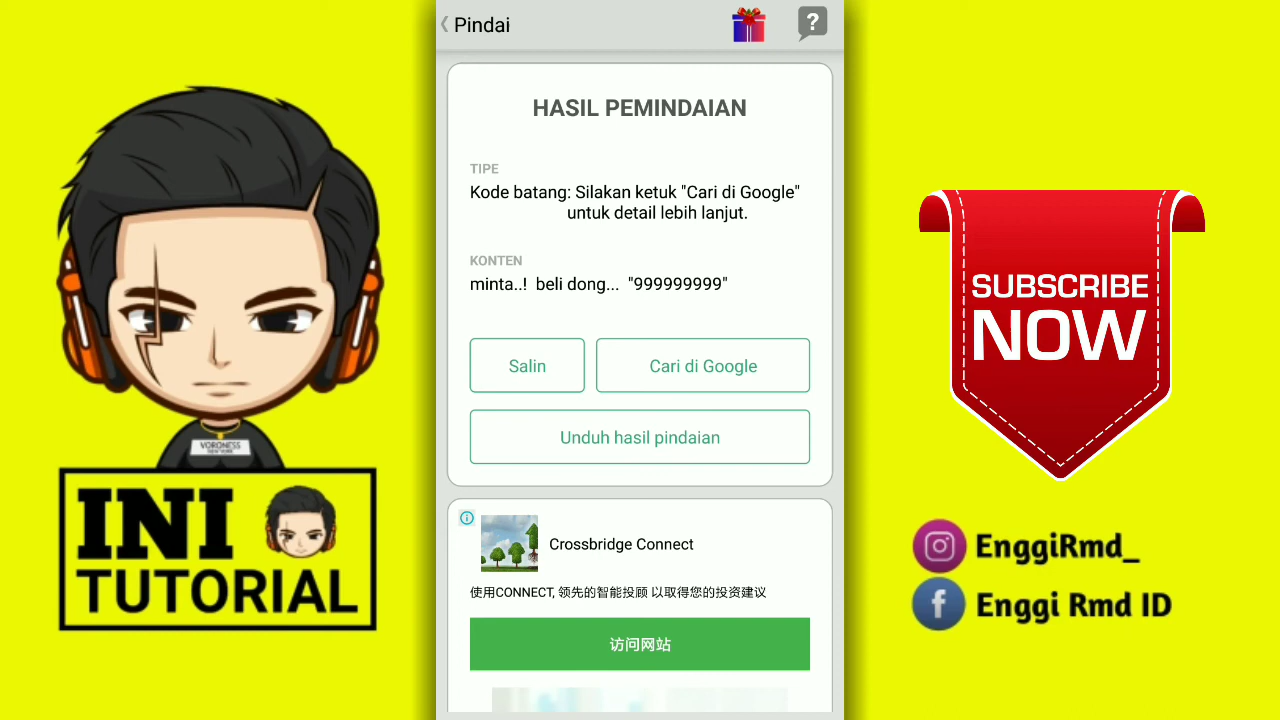 Pindai
?
HASIL PEMINDAIAN
TIPE
Kode batang: Silakan ketuk "Cari di Google"
untuk detail lebih lanjut.
KONTEN
minta..!  beli dong...  "999999999"
Salin
Cari di Google
Unduh hasil pindaian
Crossbridge Connect
使用CONNECT, 领先的智能投顾 以取得您的投资建议
访问网站
VORONESS
NEW YORK
INI
TUTORIAL
SUBSCRIBE
NOW
EnggiRmd_
Enggi Rmd ID